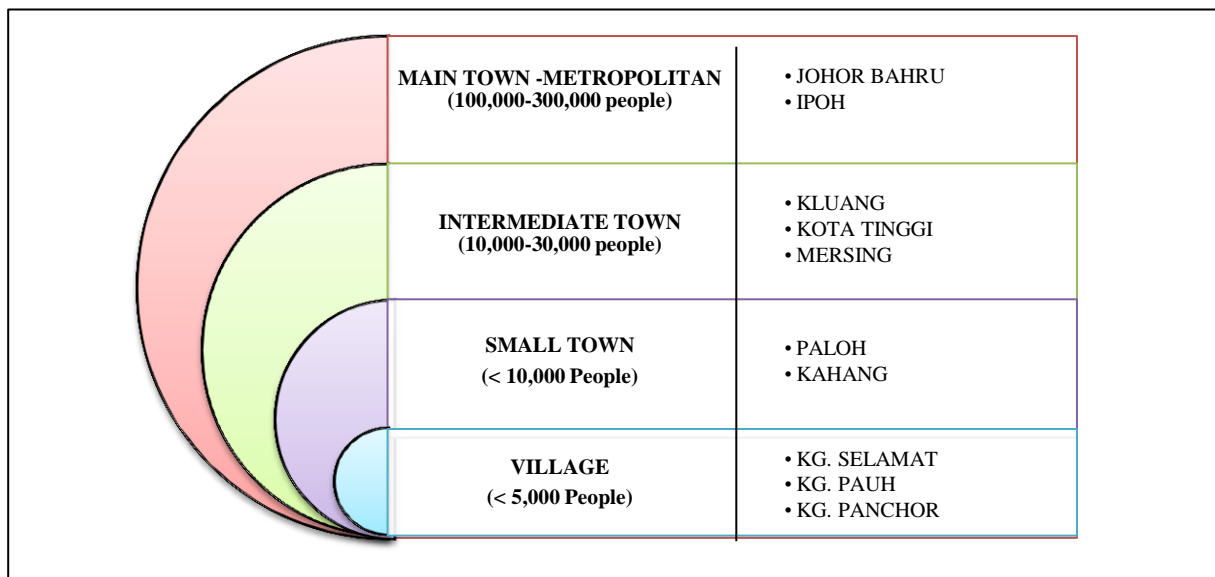 MAIN TOWN -METROPOLITAN
(100,000-300,000 people)
• JOHOR BAHRU
• IPOH
INTERMEDIATE TOWN
(10,000-30,000 people)
• KLUANG
• KOTA TINGGI
• MERSING
SMALL TOWN
(< 10,000 People)
• PALOH
• KAHANG
VILLAGE
(< 5,000 People)
• KG. SELAMAT
• KG. PAUH
• KG. PANCHOR